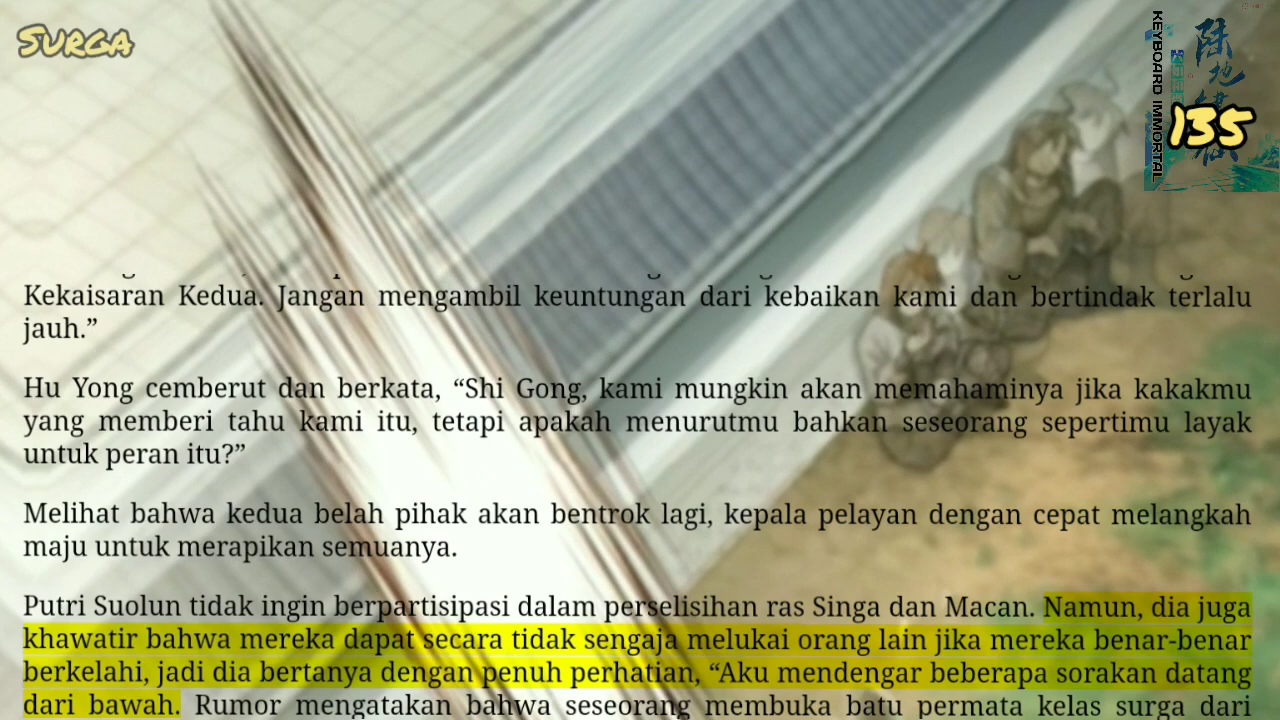 SURGA
KEYBOARD IMMORTAL
135
Kekaisaran Kedua. Jangan mengambil keuntungan dari kebaikan kami dan bertindak terlalu
jauh.”
Hu Yong cemberut dan berkata, “Shi Gong, kami mungkin akan memahaminya jika kakakmu
yang memberi tahu kami itu, tetapi apakah menurutmu bahkan seseorang sepertimu layak
untuk peran itu?”
Melihat bahwa kedua belah pihak akan bentrok lagi, kepala pelayan dengan cepat melangkah
maju untuk merapikan semuanya.
Putri Suolun tidak ingin berpartisipasi dalam perselisihan ras Singa dan Macan. Namun, dia juga
khawatir bahwa mereka dapat secara tidak sengaja melukai orang lain jika mereka benar-benar
berkelahi, jadi dia bertanya dengan penuh perhatian, “Aku mendengar beberapa sorakan datang
dari bawah. Rumor mengatakan bahwa seseorang membuka batu permata kelas surga dari